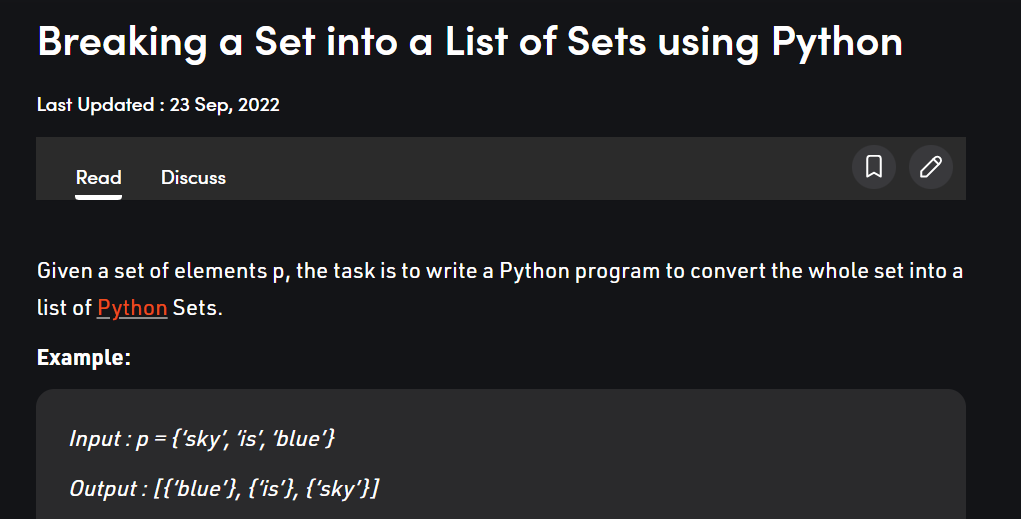 Breaking a Set into a List of Sets using Python
Last Updated : 23 Sep, 2022
Read Discuss
Given a set of elements p, the task is to write a Python program to convert the whole set into a
list of Python Sets.
Example:
Input : p = {‘sky’, ‘is’, ‘blue’}
Output : [{‘blue’}, {‘is’}, {‘sky’}]